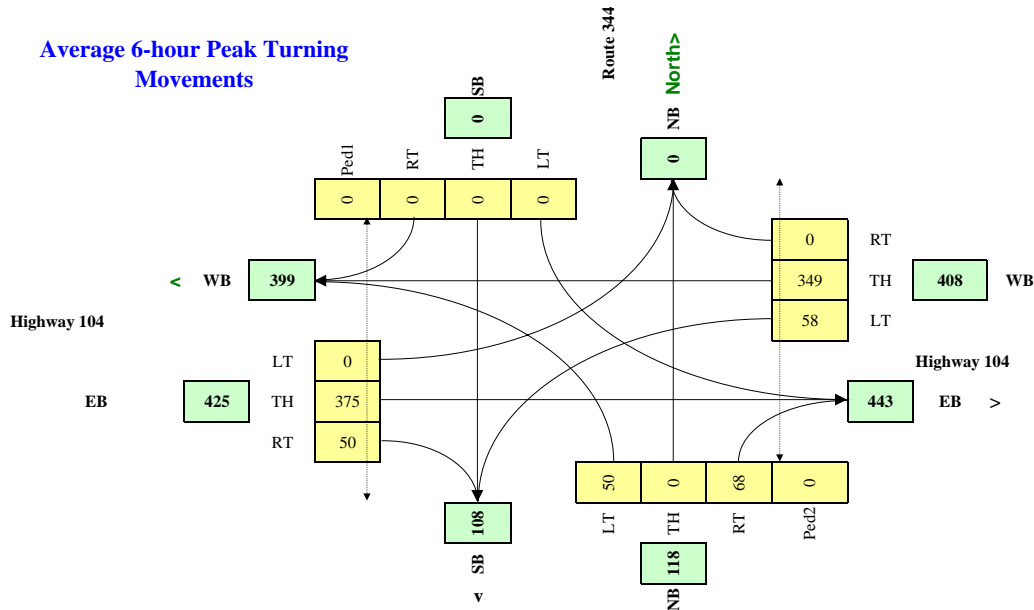 Average 6-hour Peak Turning
Movements
Route 344
North>
SB
0
NB
0
Ped1
RT
TH
LT
0
0
0
0
0
RT
< WB
399
349
TH
408
WB
58
LT
Highway 104
Highway 104
LT
0
EB
425
TH
375
443
EB >
RT
50
50
0
68
0
LT
TH
RT
Ped2
108
SB
v
118
NB